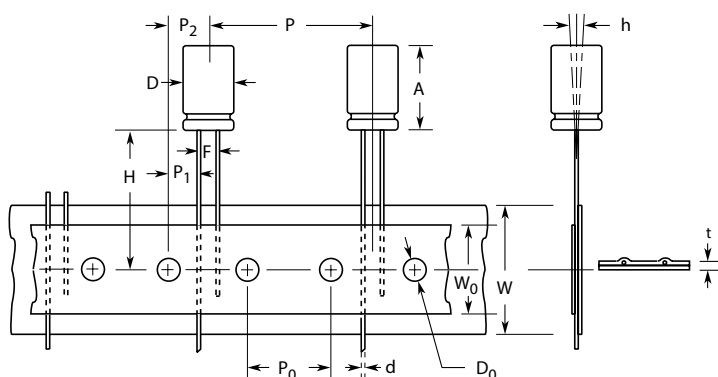 P₂ P h
D A
F
H P₁
t
W₀ W
P₀ d D₀